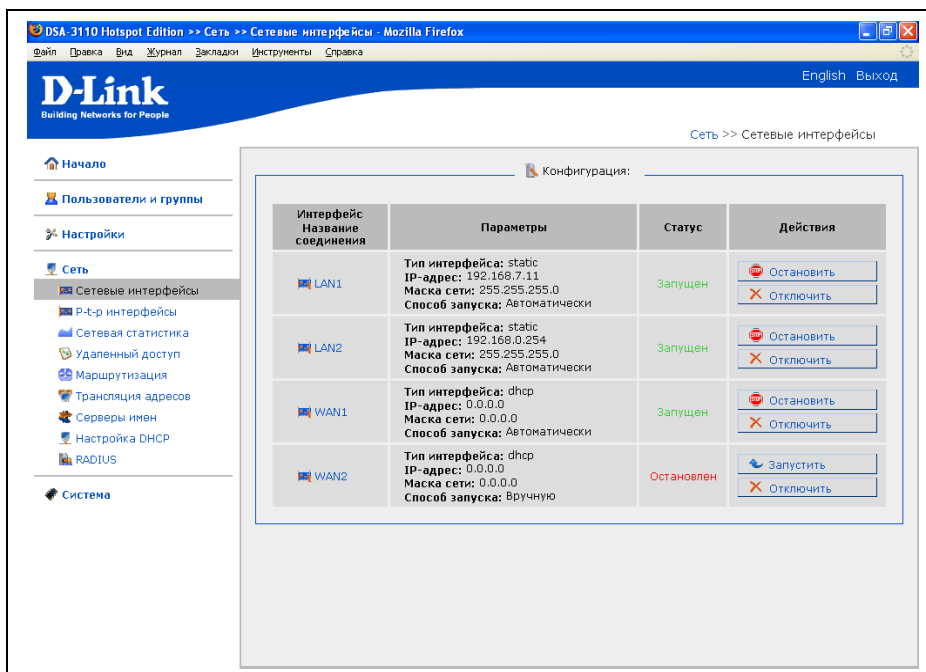 DSA-3110 Hotspot Edition >> Сеть >> Сетевые интерфейсы - Mozilla Firefox
Файл Правка Вид Журнал Закладки Инструменты Справка
English Выход
D-Link
Building Networks for People
Сеть >> Сетевые интерфейсы
Начало
Пользователи и группы
Настройки
Сеть
Сетевые интерфейсы
P-t-p интерфейсы
Сетевая статистика
Удаленный доступ
Маршрутизация
Трансляция адресов
Серверы имен
Настройка DHCP
RADIUS
Система
Конфигурация:
Интерфейс
Название
соединения
Параметры
Статус
Действия
LAN1
Тип интерфейса: static
IP-адрес: 192.168.7.11
Маска сети: 255.255.255.0
Способ запуска: Автоматически
Запущен
Остановить
Отключить
LAN2
Тип интерфейса: static
IP-адрес: 192.168.0.254
Маска сети: 255.255.255.0
Способ запуска: Автоматически
Запущен
Остановить
Отключить
WAN1
Тип интерфейса: dhcp
IP-адрес: 0.0.0.0
Маска сети: 0.0.0.0
Способ запуска: Автоматически
Запущен
Остановить
Отключить
WAN2
Тип интерфейса: dhcp
IP-адрес: 0.0.0.0
Маска сети: 0.0.0.0
Способ запуска: Вручную
Остановлен
Запустить
Отключить